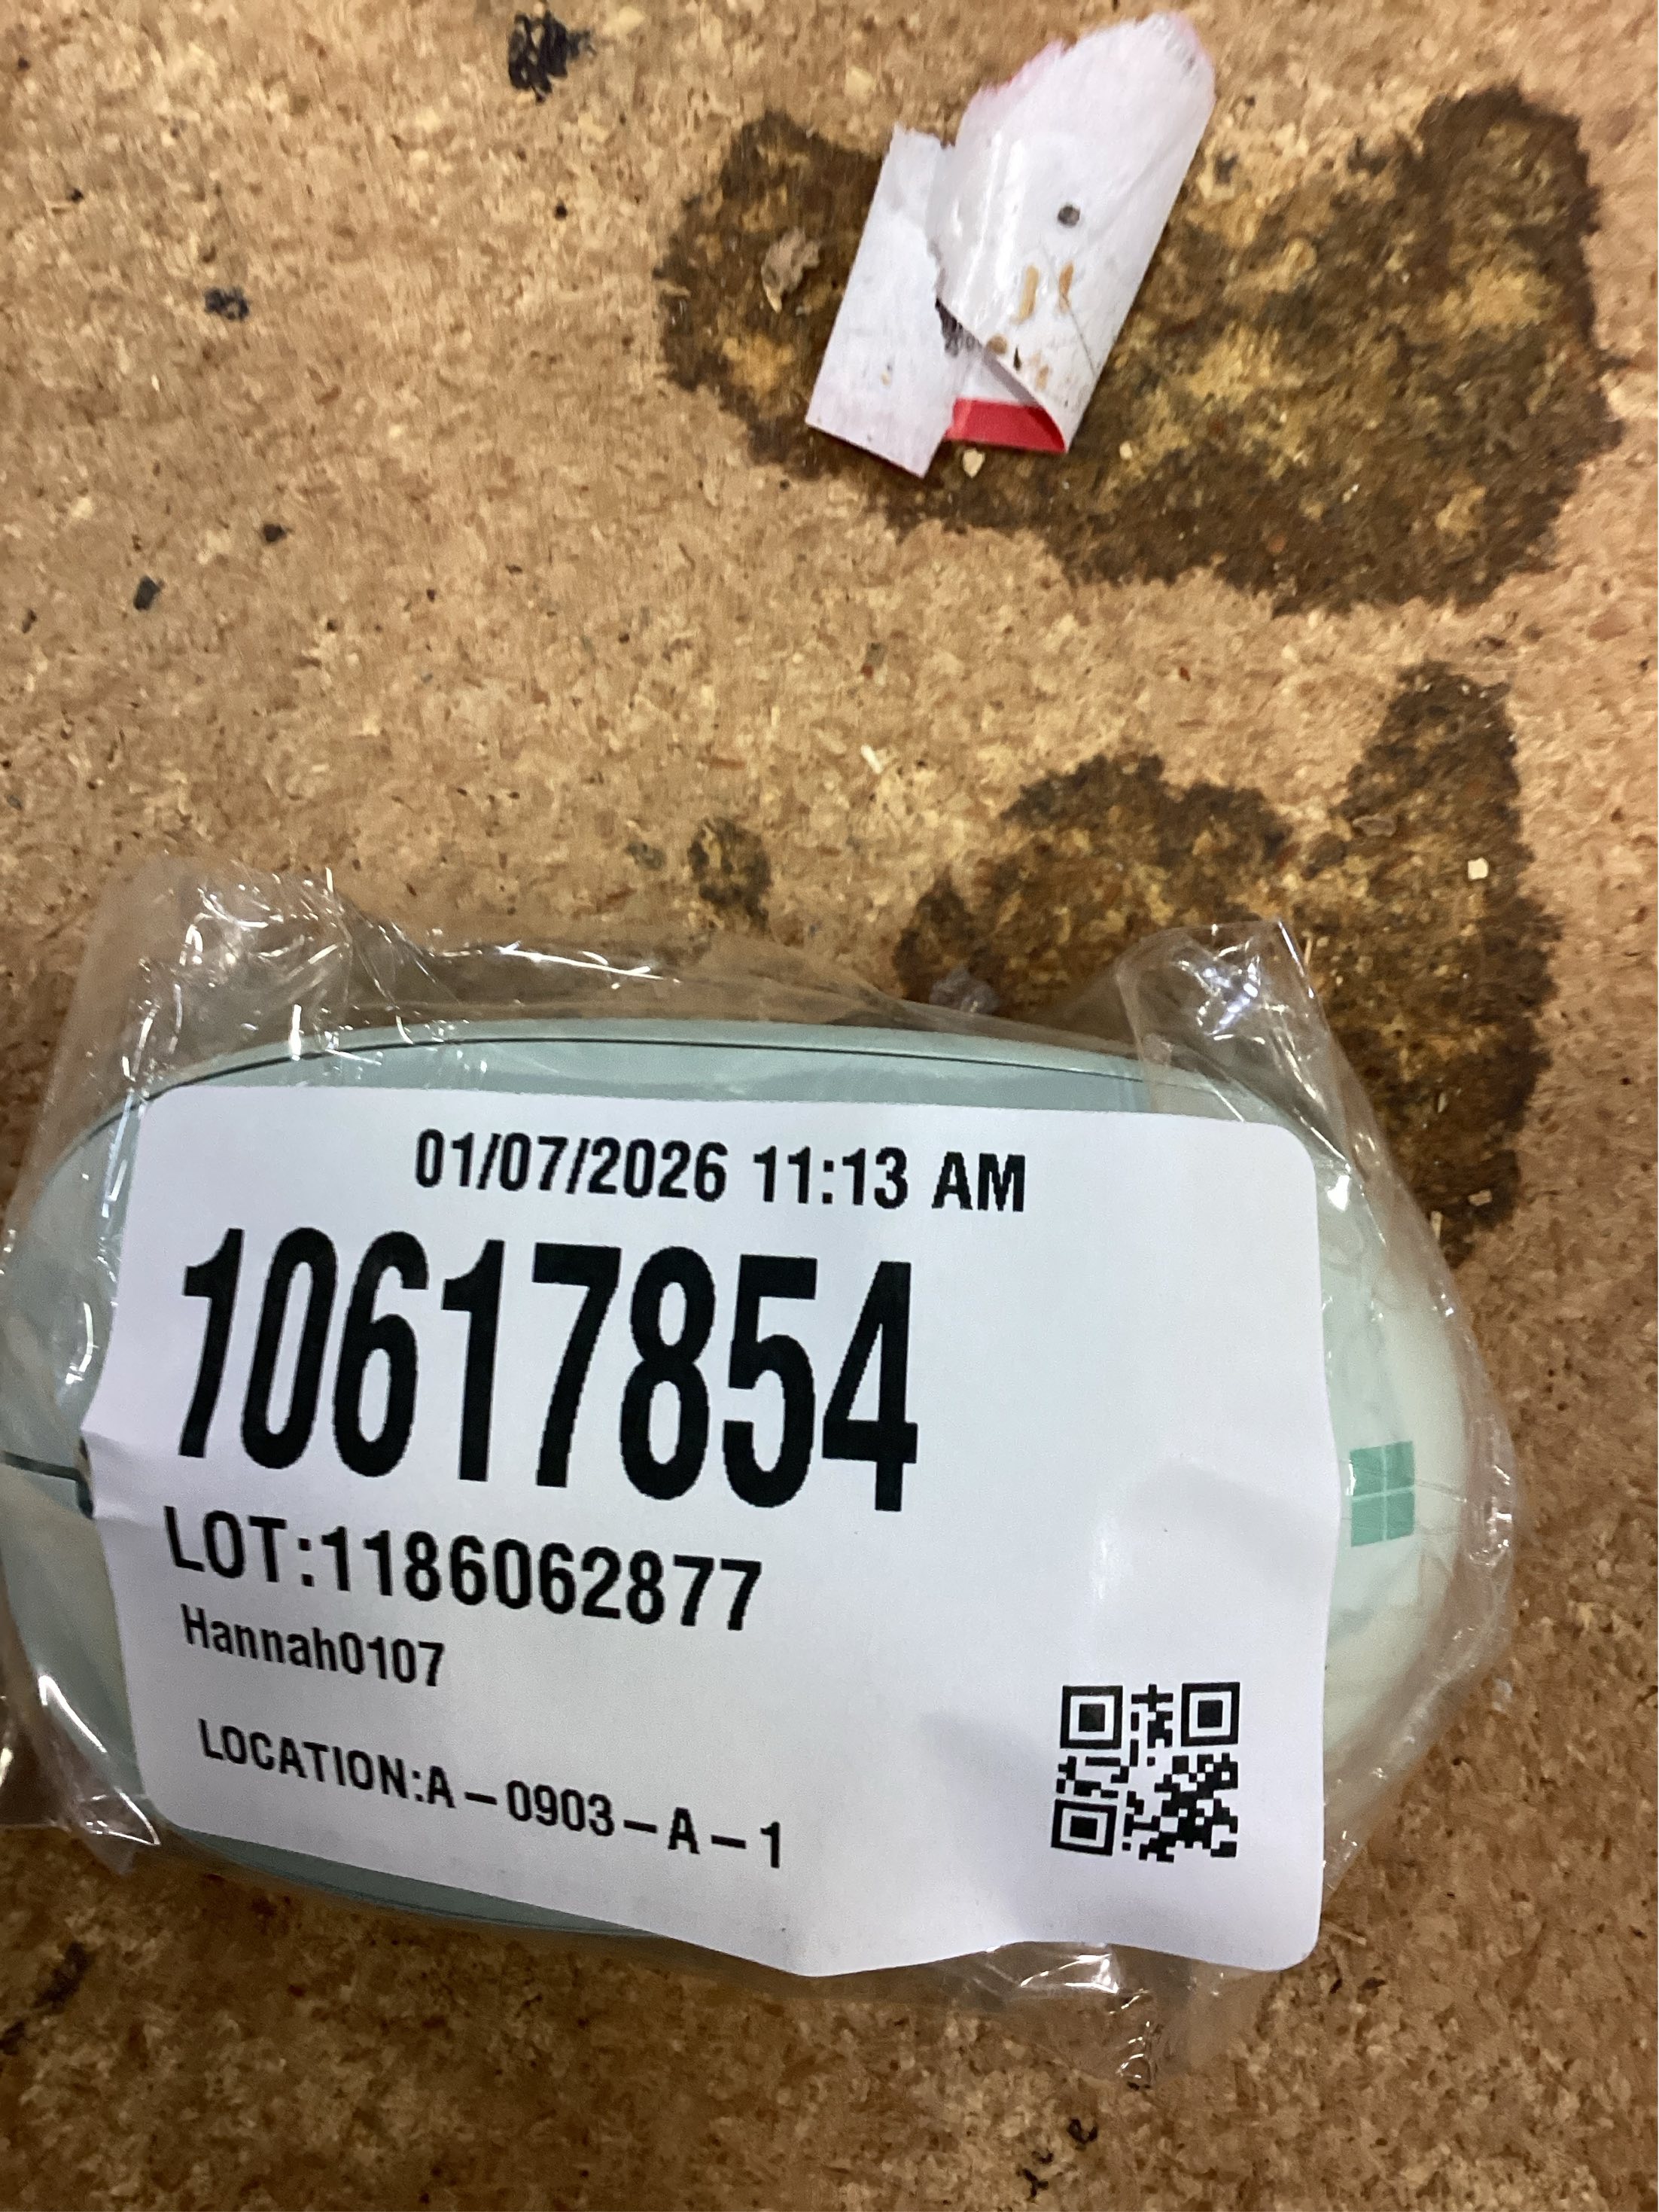 01/07/2026 11:13 AM
10617854
LOT:1186062877
Hannah0107
LOCATION:A-0903-A-1